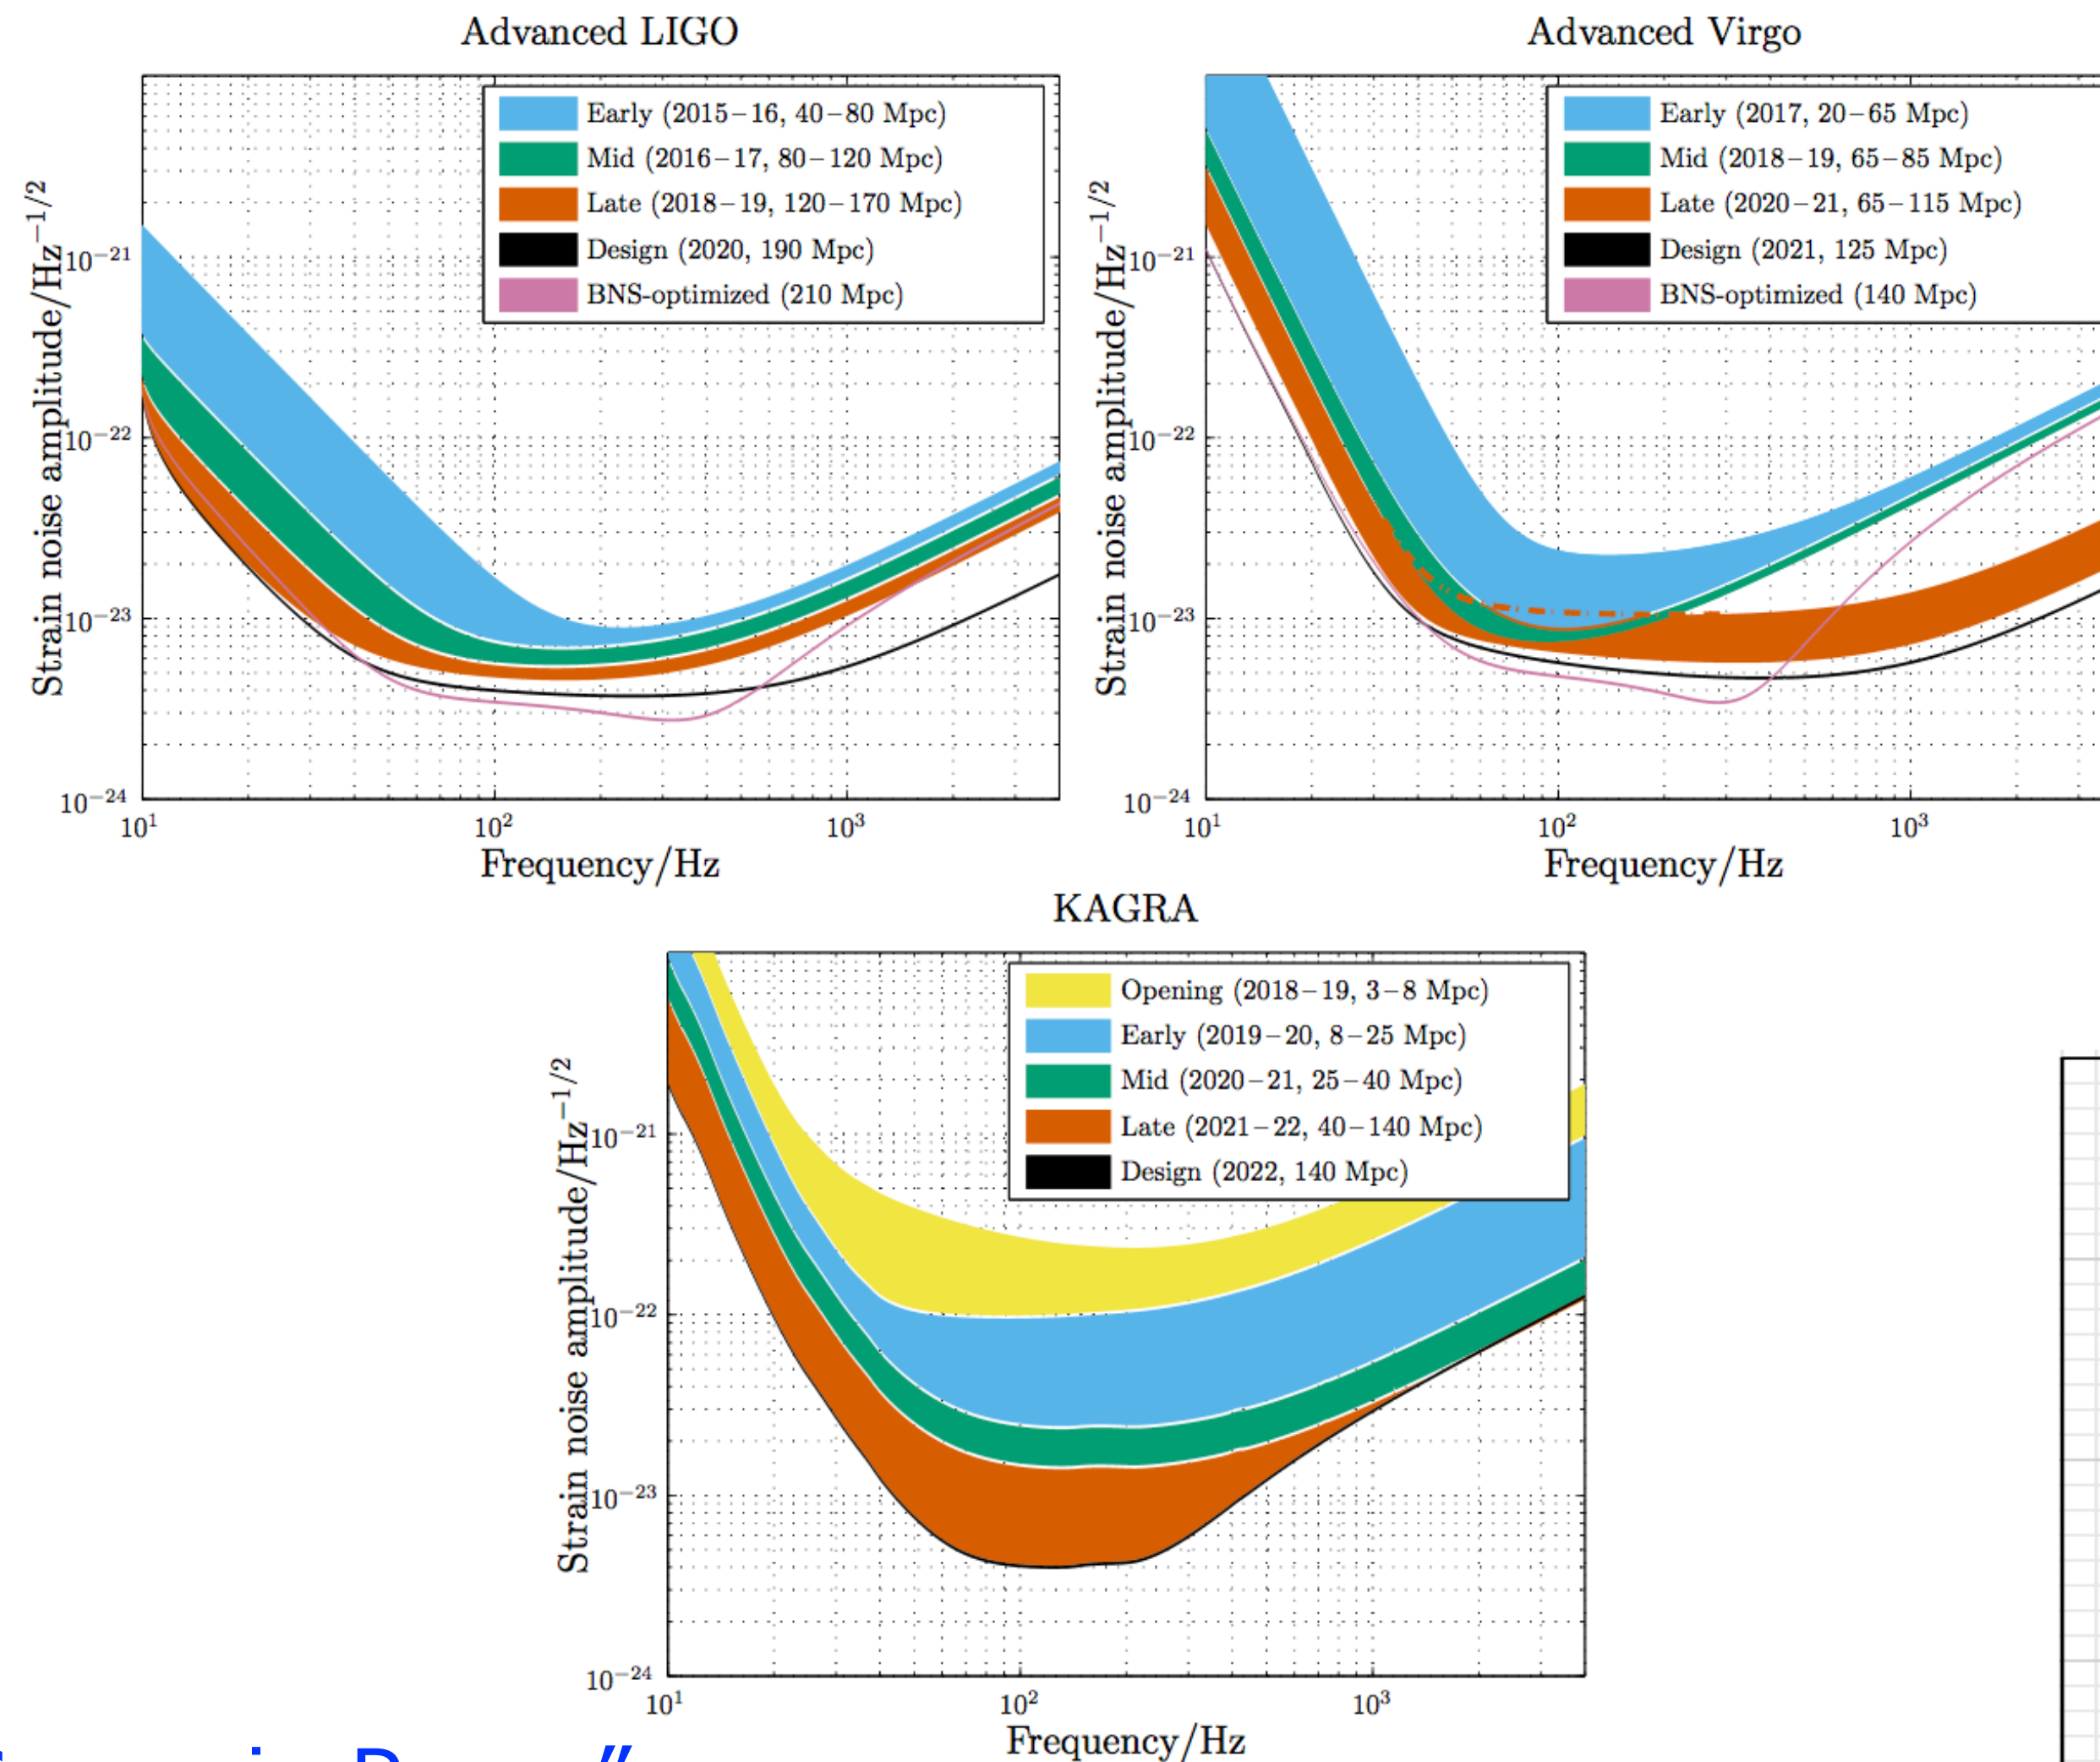 Advanced LIGO
Strain noise amplitude/Hz^{−1/2}
Early (2015−16, 40−80 Mpc)
Mid (2016−17, 80−120 Mpc)
Late (2018−19, 120−170 Mpc)
Design (2020, 190 Mpc)
BNS-optimized (210 Mpc)
10^{−21}
10^{−22}
10^{−23}
10^{−24}
10^1 10^2 10^3
Frequency/Hz
Advanced Virgo
Strain noise amplitude/Hz^{−1/2}
Early (2017, 20−65 Mpc)
Mid (2018−19, 65−85 Mpc)
Late (2020−21, 65−115 Mpc)
Design (2021, 125 Mpc)
BNS-optimized (140 Mpc)
10^{−21}
10^{−22}
10^{−23}
10^{−24}
10^1 10^2 10^3
Frequency/Hz
KAGRA
Strain noise amplitude/Hz^{−1/2}
Opening (2018−19, 3−8 Mpc)
Early (2019−20, 8−25 Mpc)
Mid (2020−21, 25−40 Mpc)
Late (2021−22, 40−140 Mpc)
Design (2022, 140 Mpc)
10^{−21}
10^{−22}
10^{−23}
10^{−24}
10^1 10^2 10^3
Frequency/Hz